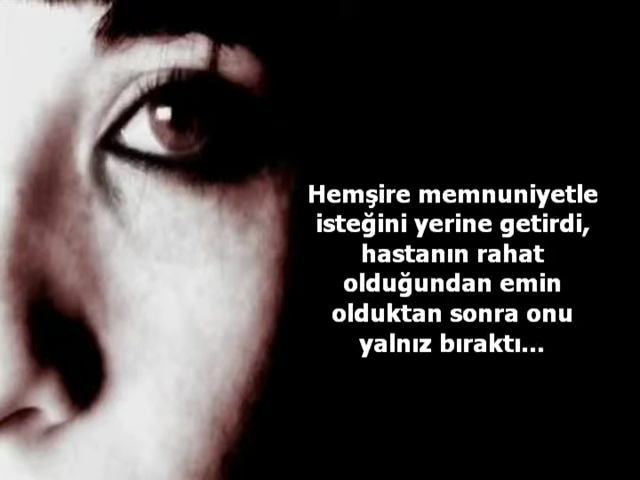 Hemşire memnuniyetle
isteğini yerine getirdi,
hastanın rahat
olduğundan emin
olduktan sonra onu
yalnız bıraktı...